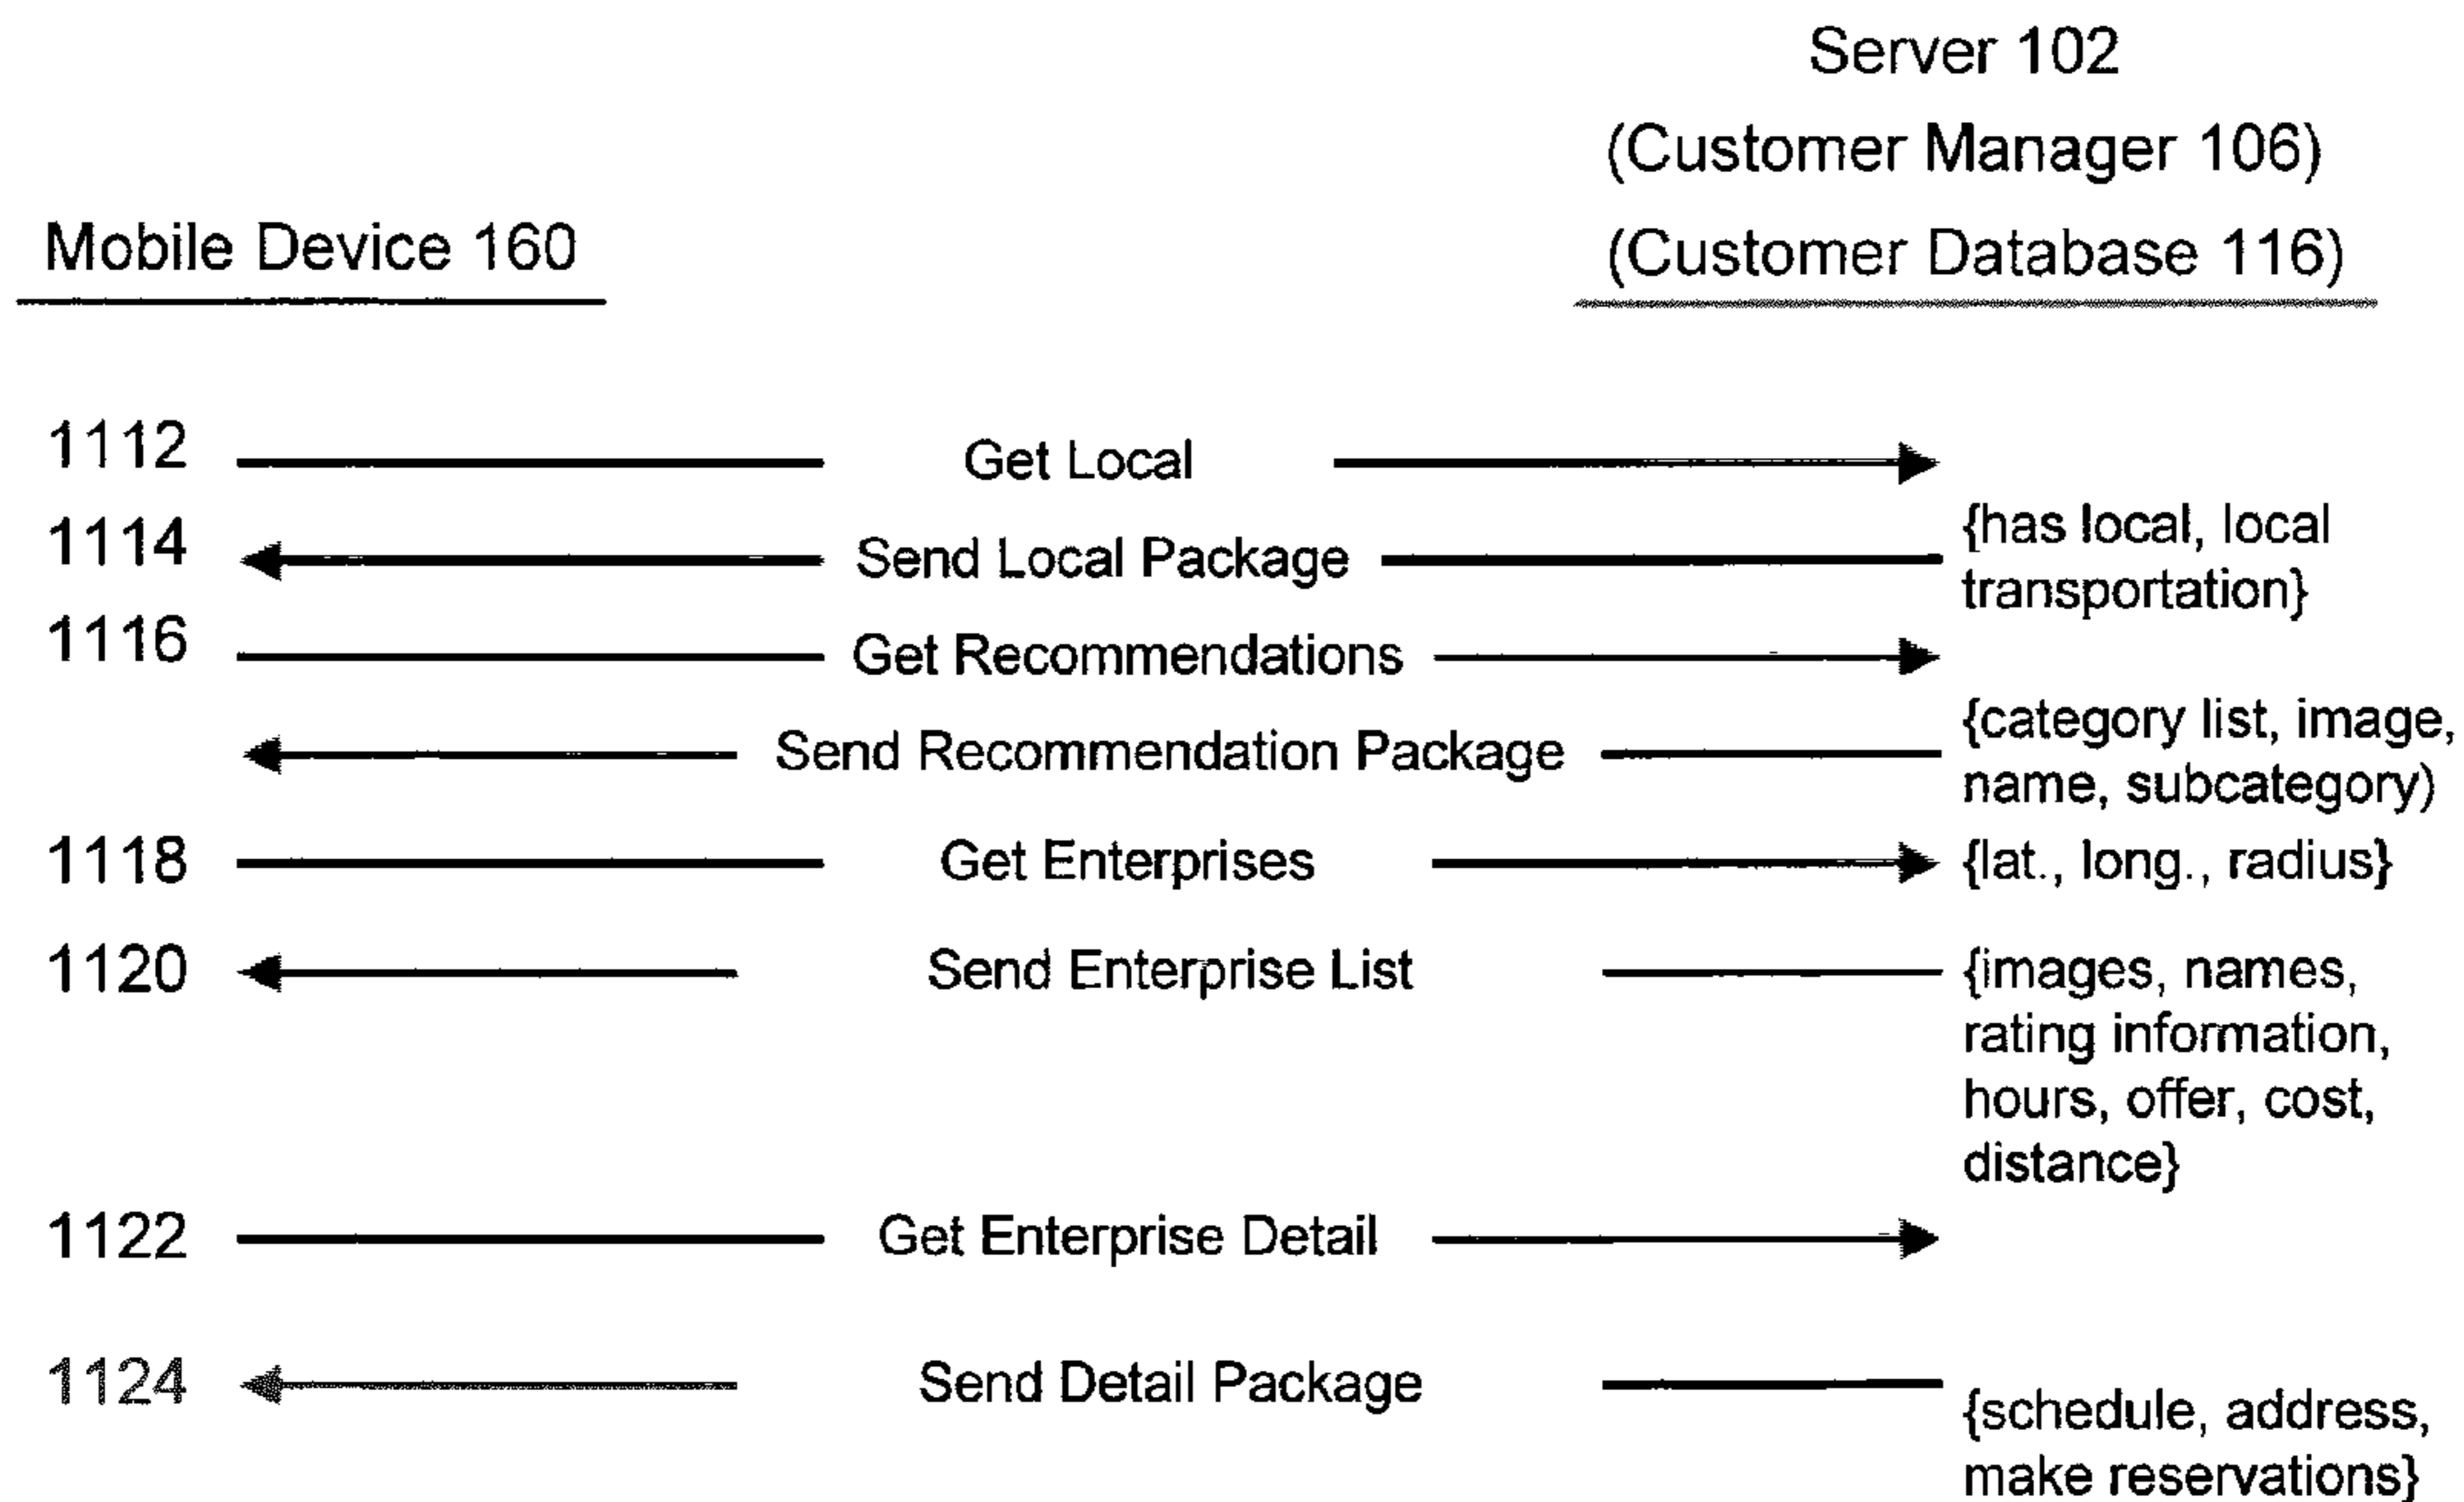 Server 102
(Customer Manager 106)
Mobile Device 160
(Customer Database 116)
1112 Get Local
1114 Send Local Package {has local, local
transportation}
1116 Get Recommendations
Send Recommendation Package {category list, image,
name, subcategory)
1118 Get Enterprises {lat., long., radius}
1120 Send Enterprise List {images, names,
rating information,
hours, offer, cost,
distance}
1122 Get Enterprise Detail
1124 Send Detail Package {schedule, address,
make reservations}